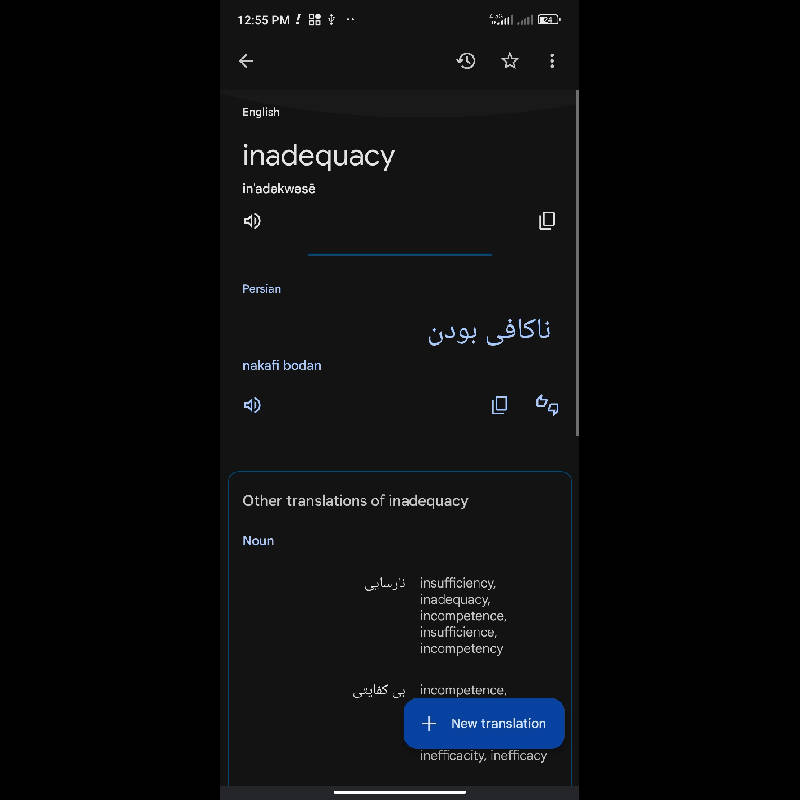 12:55 PM
24
English
inadequacy
inˈadəkwəsē
Persian
ناکافی بودن
nakafi bodan
Other translations of inadequacy
Noun
نارسایی
insufficiency,
inadequacy,
incompetence,
insufficience,
incompetency
بی کفایتی
incompetence,
New translation
inefficacity, inefficacy